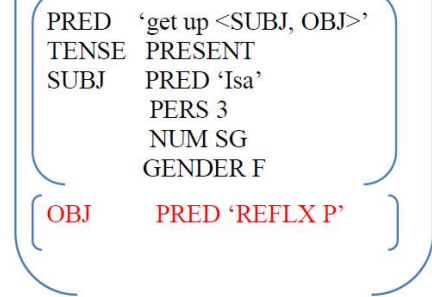 PRED ‘get up <SUBJ, OBJ>’
TENSE PRESENT
SUBJ PRED ‘Isa’
PERS 3
NUM SG
GENDER F
OBJ PRED ‘REFLX P’